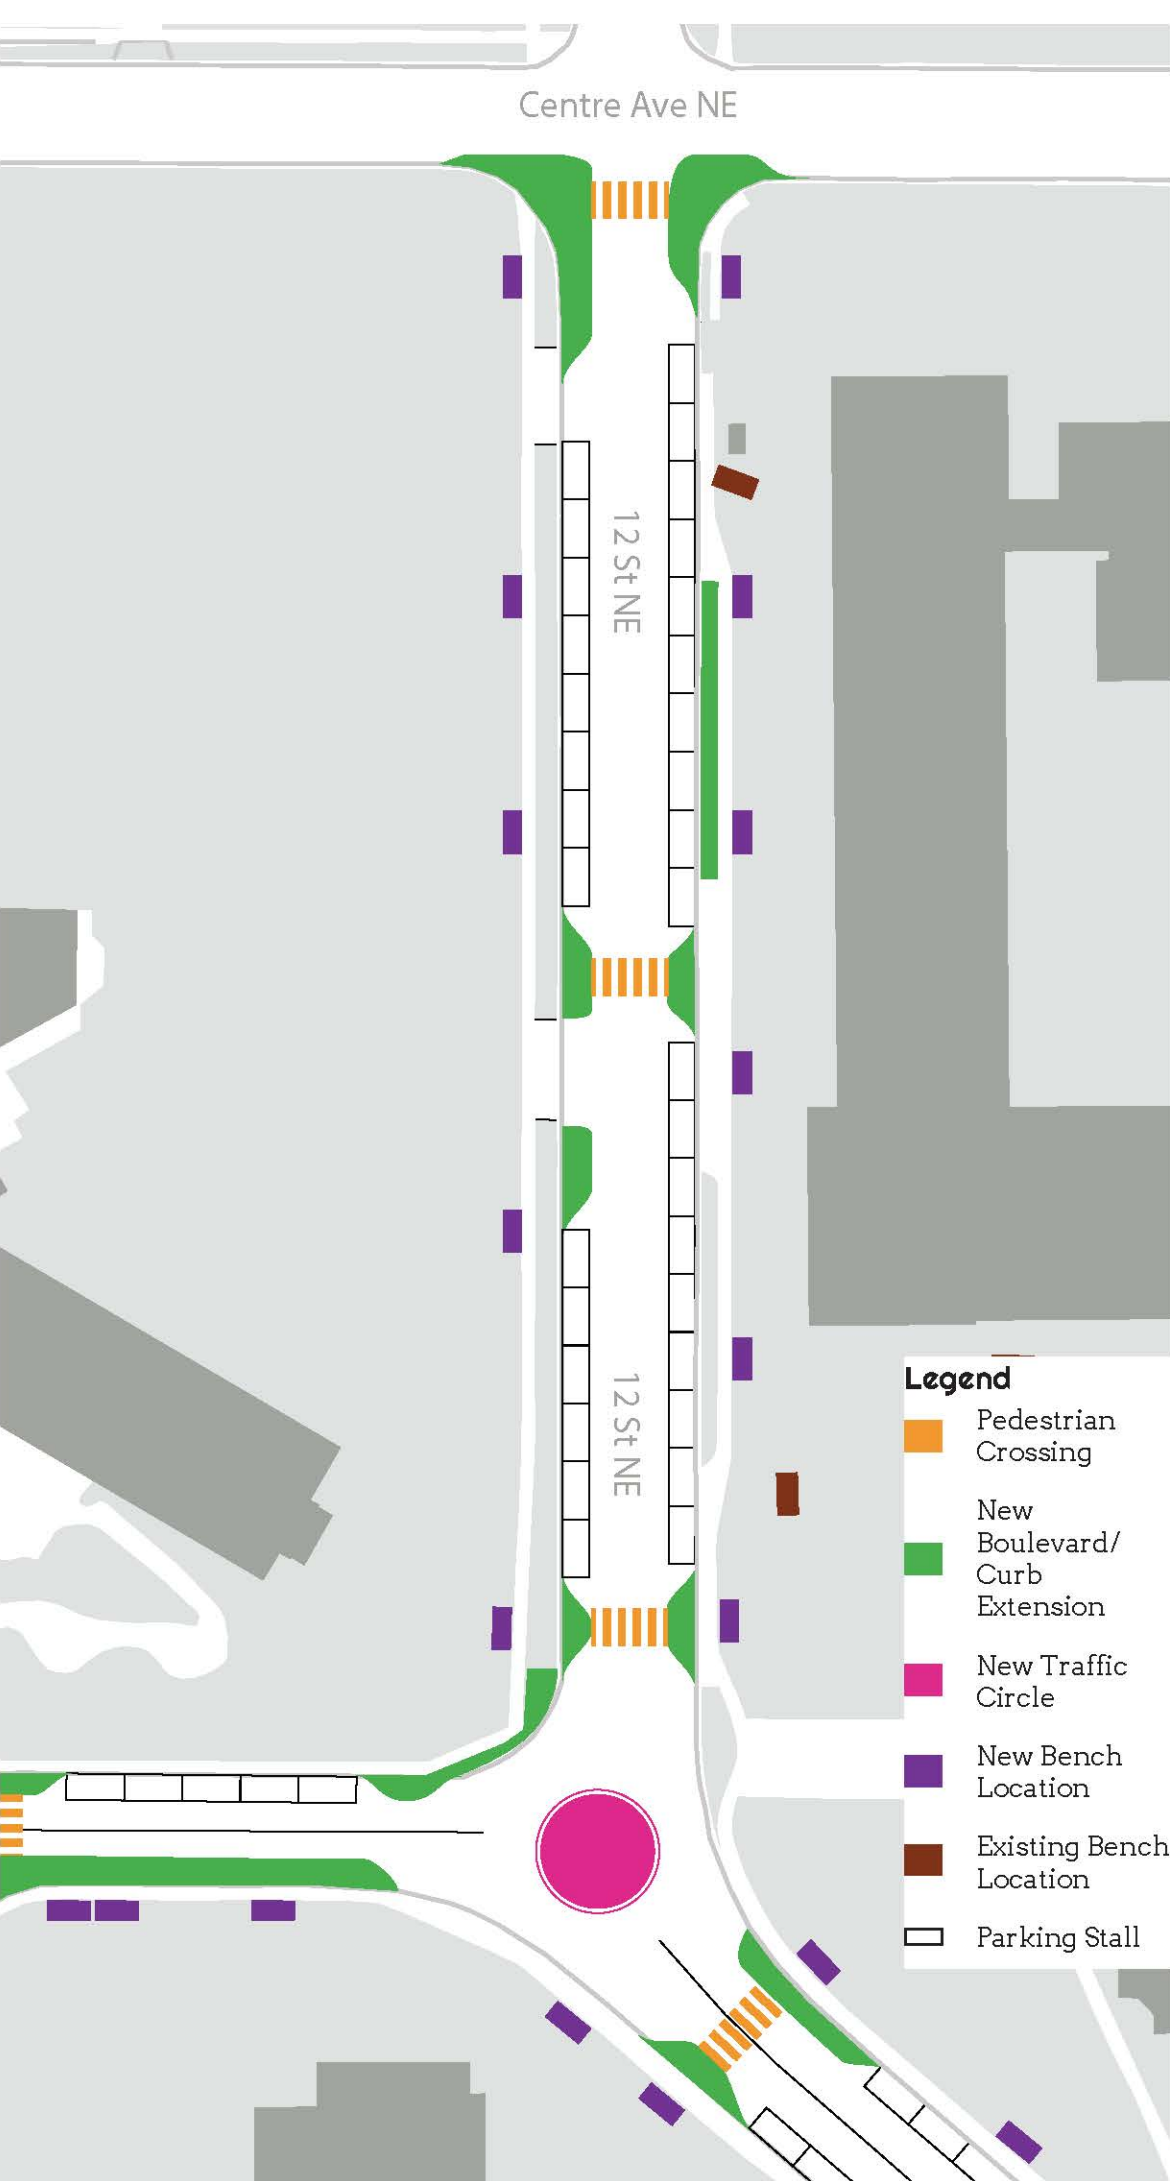 Centre Ave NE
12 St NE
12 St NE
Legend
Pedestrian
Crossing
New
Boulevard/
Curb
Extension
New Traffic
Circle
New Bench
Location
Existing Bench
Location
Parking Stall